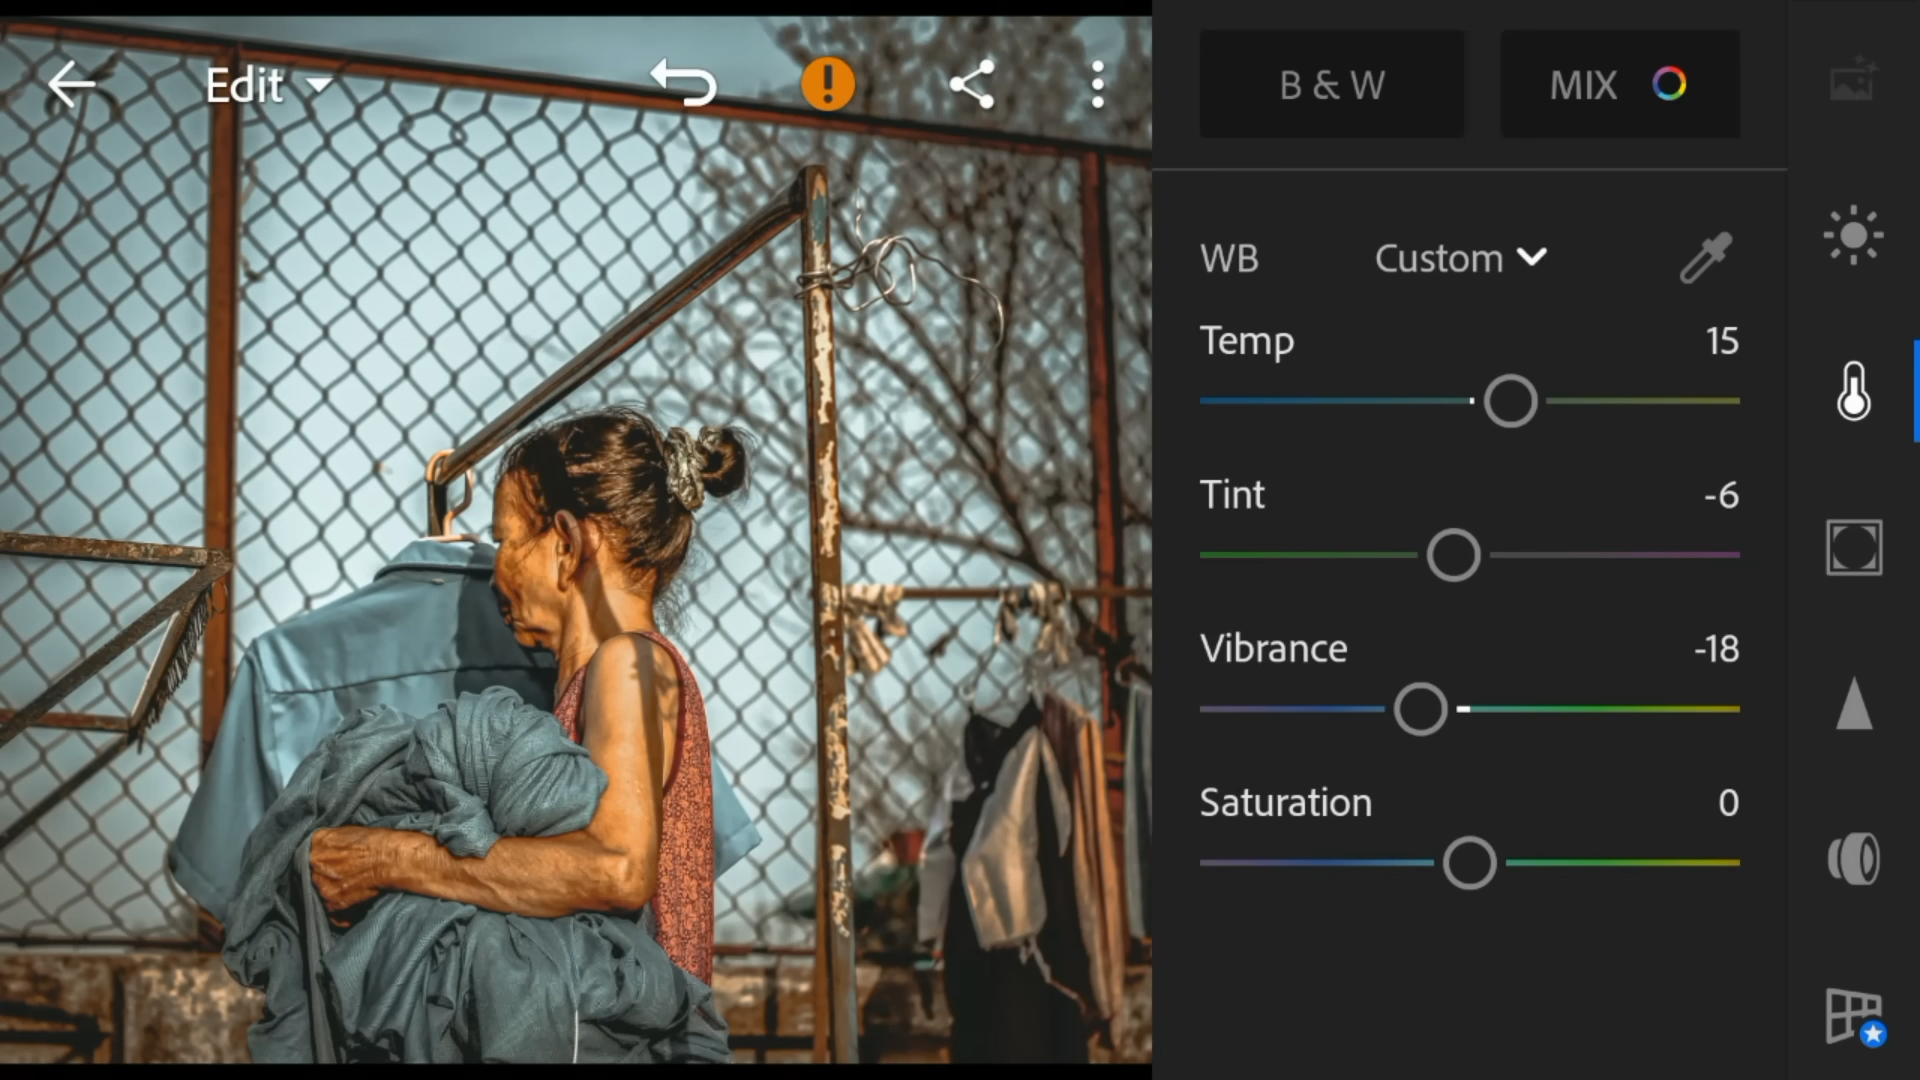 Edit
B & W
MIX
WB
Custom
Temp
15
Tint
-6
Vibrance
-18
Saturation
0